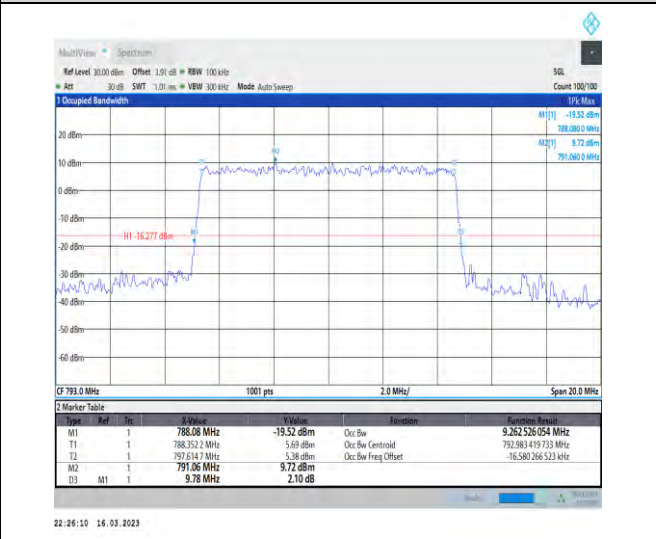 MultiView Spectrum
Ref Level 30.00 dBm Offset 3.91 dB RBW 100 kHz SGL
Att 30 dB SWT 1.01 ms VBW 300 kHz Mode Auto Sweep Count 100/100
1 Occupied Bandwidth 1Pk Max
M1[1] -19.52 dBm
788.080 0 MHz
M2[1] 9.72 dBm
791.060 0 MHz
20 dBm
M2
10 dBm
0 dBm
-10 dBm
H1 -16.277 dBm
-20 dBm
-30 dBm
-40 dBm
-50 dBm
-60 dBm
CF 793.0 MHz 1001 pts 2.0 MHz/ Span 20.0 MHz
2 Marker Table
Type Ref Trc X-Value Y-Value Function Function Result
M1 1 788.08 MHz -19.52 dBm Occ Bw 9.262 526 054 MHz
T1 1 788.352 2 MHz 5.69 dBm Occ Bw Centroid 792.983 419 733 MHz
T2 1 797.614 7 MHz 5.38 dBm Occ Bw Freq Offset -16.580 266 523 kHz
M2 1 791.06 MHz 9.72 dBm
D3 M1 1 9.78 MHz 2.10 dB
22:26:10 16.03.2023